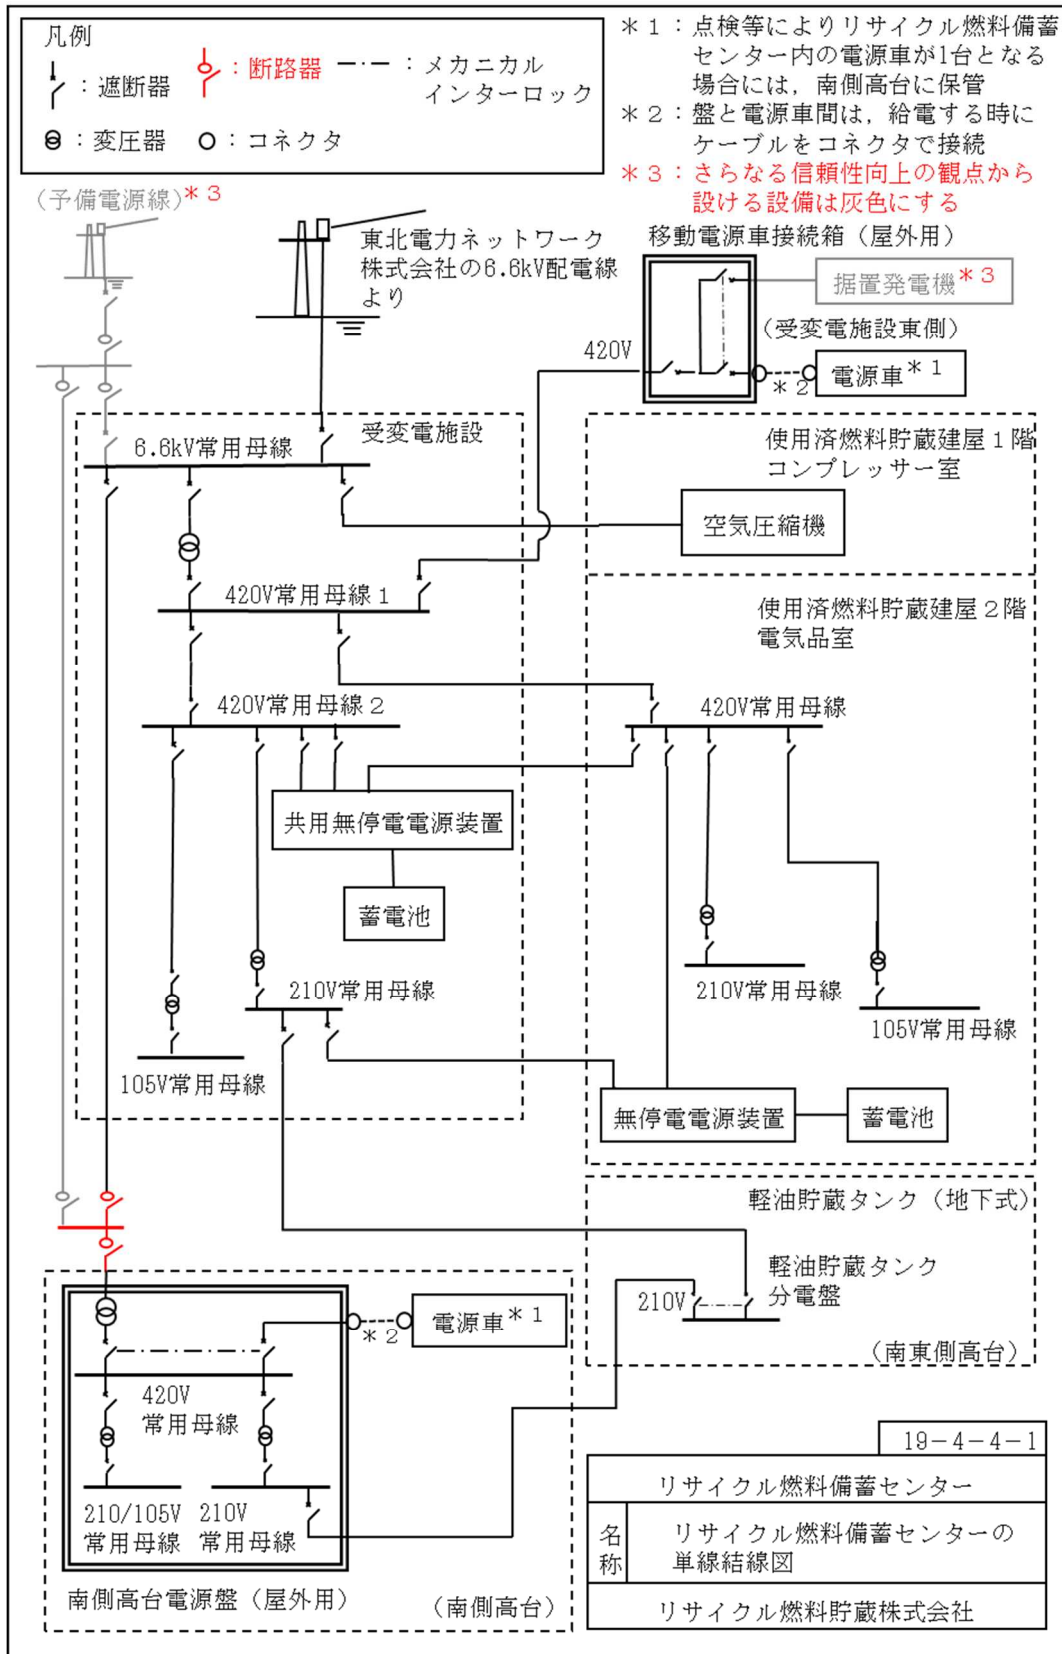 凡例
：遮断器
：断路器
：メカニカル
インターロック
：変圧器
：コネクタ
＊1：点検等によりリサイクル燃料備蓄
センター内の電源車が1台となる
場合には，南側高台に保管
＊2：盤と電源車間は，給電する時に
ケーブルをコネクタで接続
＊3：さらなる信頼性向上の観点から
設ける設備は灰色にする
（予備電源線）＊3
東北電力ネットワーク
株式会社の6.6kV配電線
より
移動電源車接続箱（屋外用）
据置発電機＊3
（受変電施設東側）
420V
＊2
電源車＊1
受変電施設
6.6kV常用母線
使用済燃料貯蔵建屋1階
コンプレッサー室
空気圧縮機
420V常用母線1
使用済燃料貯蔵建屋2階
電気品室
420V常用母線2
420V常用母線
共用無停電電源装置
蓄電池
210V常用母線
105V常用母線
210V常用母線
105V常用母線
無停電電源装置
蓄電池
軽油貯蔵タンク（地下式）
軽油貯蔵タンク
分電盤
210V
（南東側高台）
＊2
電源車＊1
420V
常用母線
210/105V
常用母線
210V
常用母線
南側高台電源盤（屋外用）
（南側高台）
19-4-4-1
リサイクル燃料備蓄センター
名称
リサイクル燃料備蓄センターの
単線結線図
リサイクル燃料貯蔵株式会社